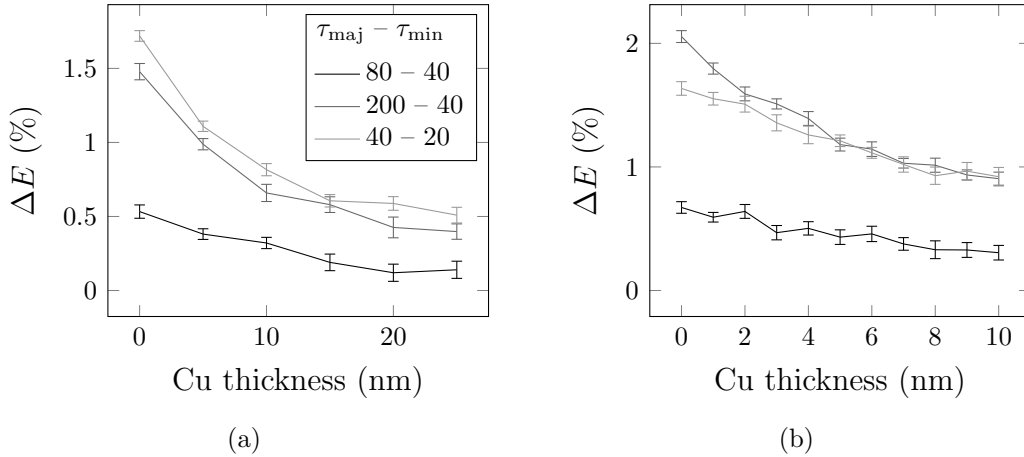 τmaj − τmin
80 – 40
200 – 40
40 – 20
1.5
1
0.5
0
ΔE (%)
0
10
20
Cu thickness (nm)
(a)
2
1
0
ΔE (%)
0
2
4
6
8
10
Cu thickness (nm)
(b)